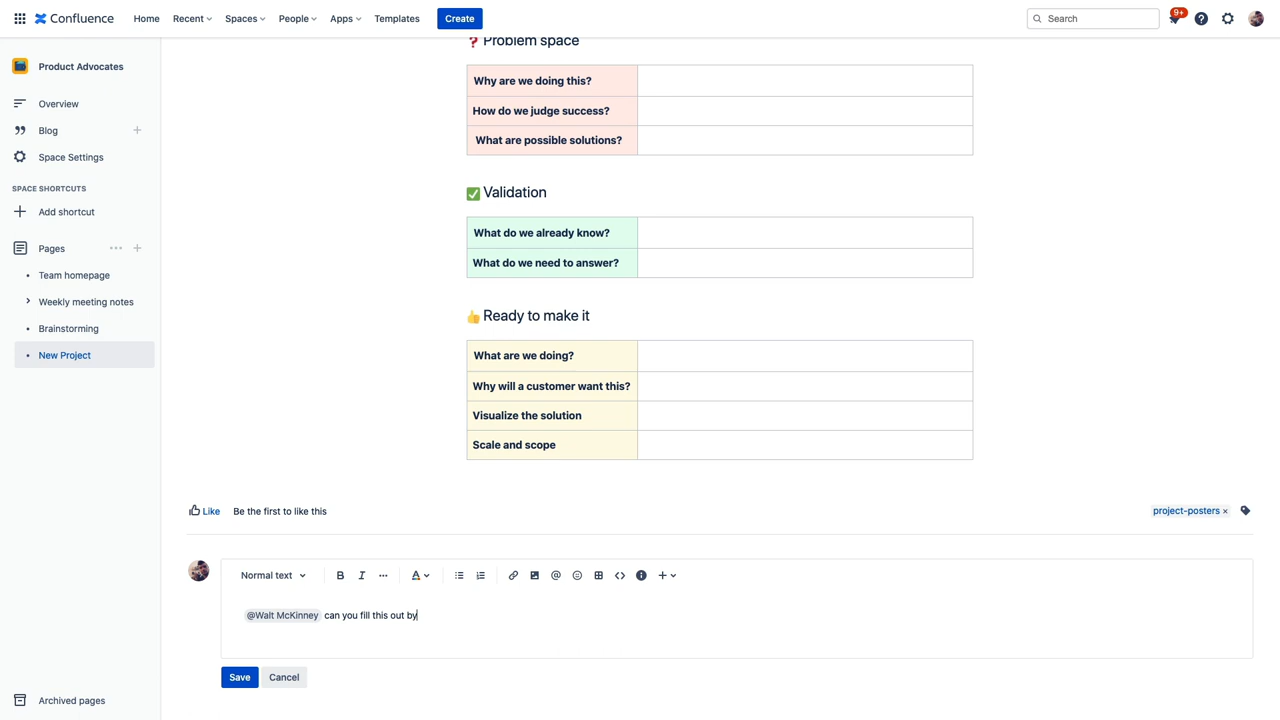 Confluence
Home
Recent
Spaces
People
Apps
Templates
Create
Search
9+
Product Advocates
Overview
Blog
Space Settings
SPACE SHORTCUTS
Add shortcut
Pages
Team homepage
Weekly meeting notes
Brainstorming
New Project
Archived pages
Problem space
Why are we doing this?
How do we judge success?
What are possible solutions?
Validation
What do we already know?
What do we need to answer?
Ready to make it
What are we doing?
Why will a customer want this?
Visualize the solution
Scale and scope
Like
Be the first to like this
project-posters ×
Normal text
@Walt McKinney can you fill this out by
Save
Cancel